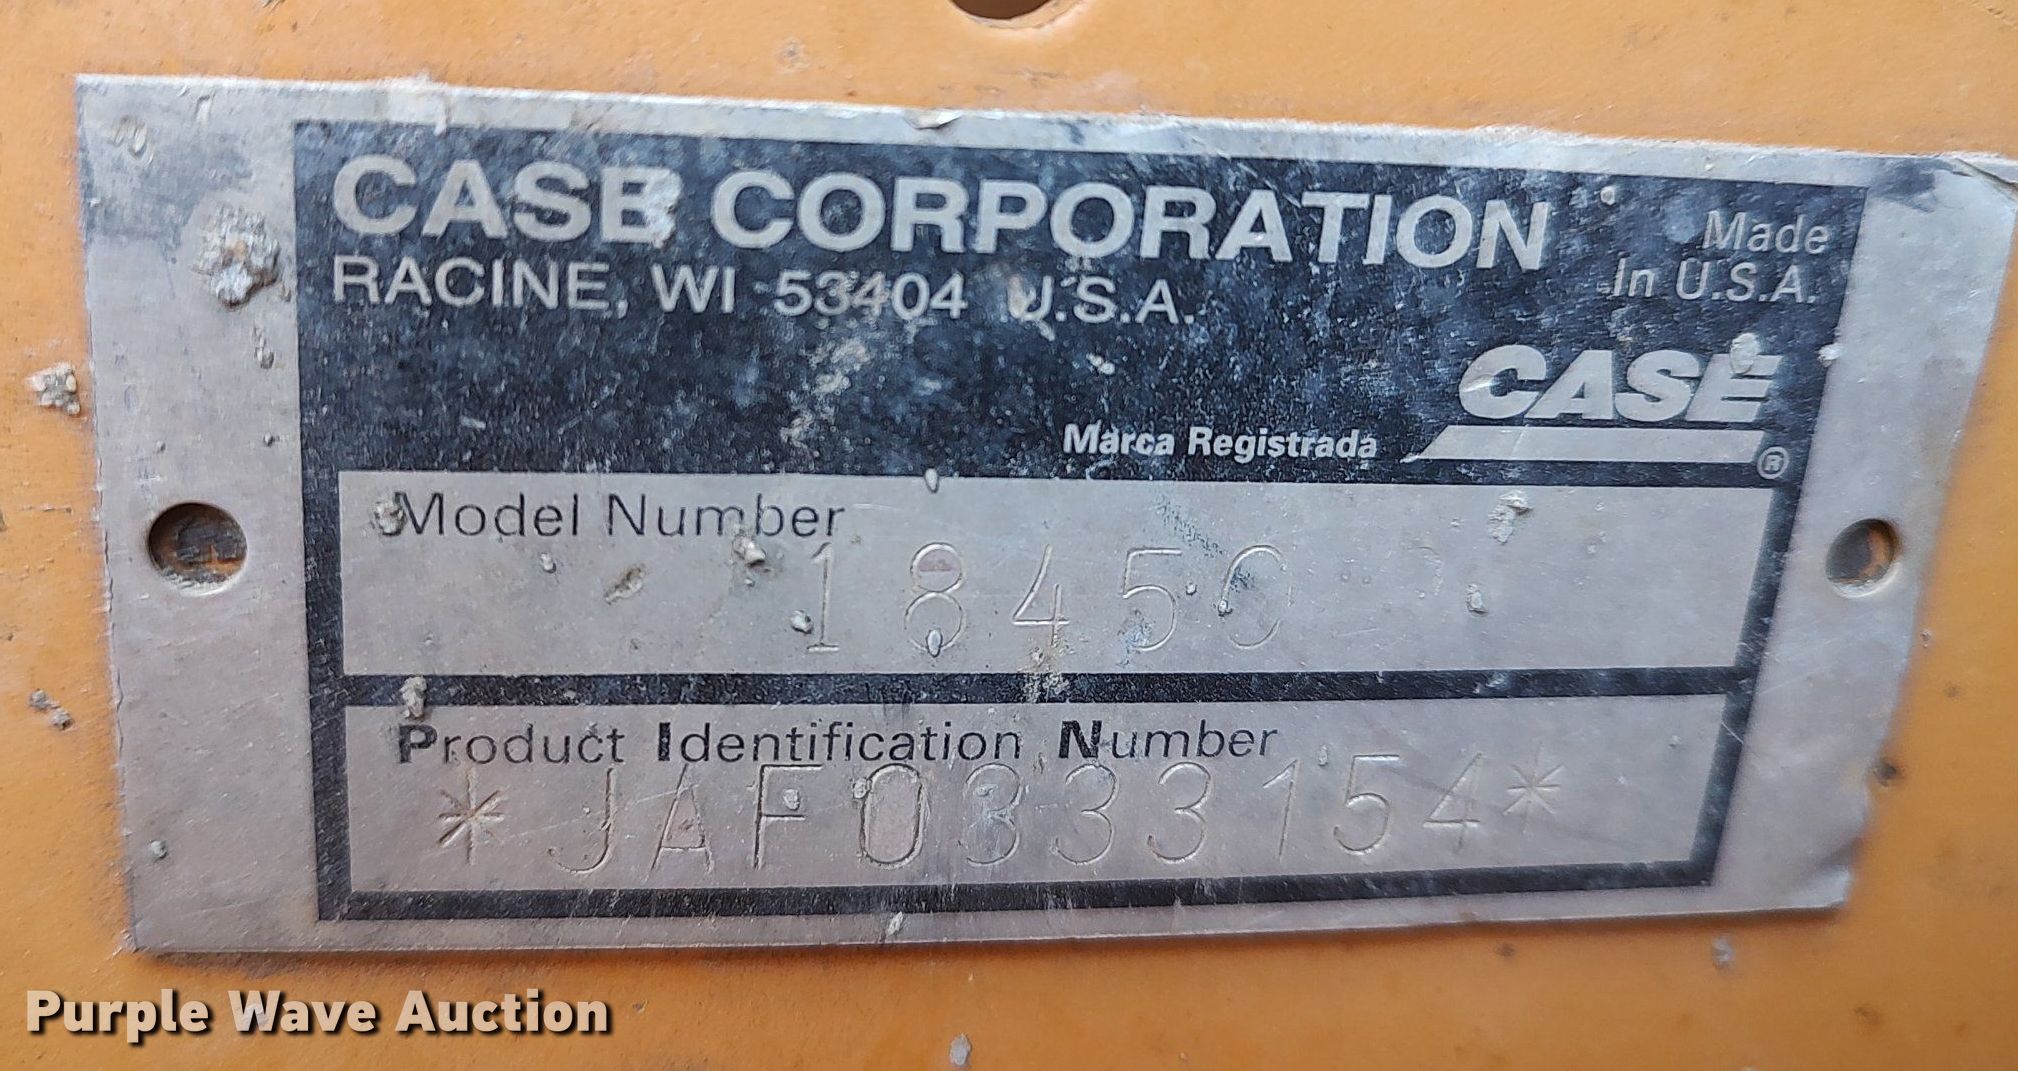 CASE CORPORATION
RACINE, WI 53404 U.S.A.
Made
In U.S.A.
CASE
Marca Registrada ®
Model Number
1845C
Product Identification Number
*JAF0333154*
Purple Wave Auction